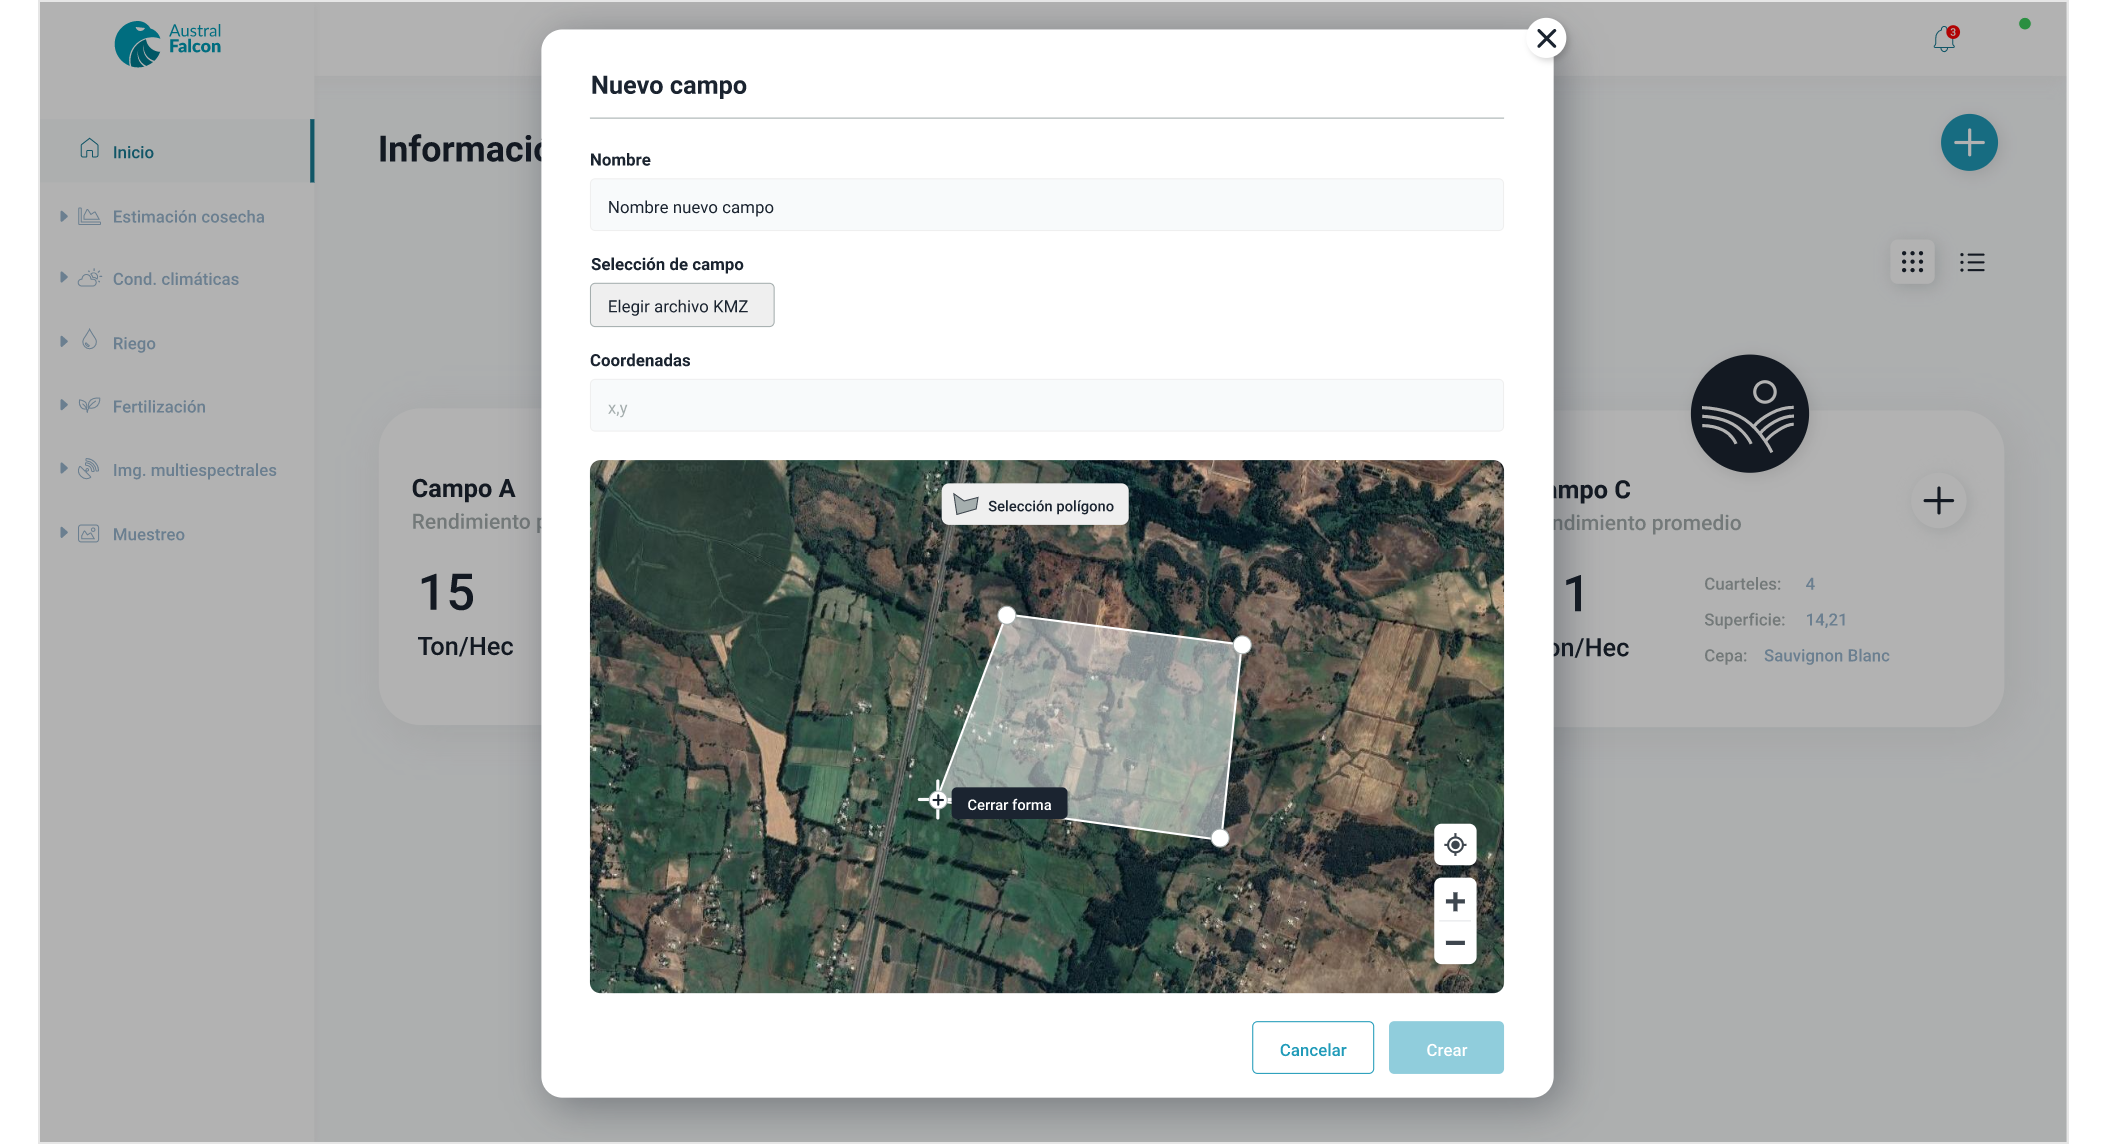 Austral
Falcon
3
Inicio
Estimación cosecha
Cond. climáticas
Riego
Fertilización
Img. multiespectrales
Muestreo
Informació
Campo A
Rendimiento p
15
Ton/Hec
Nuevo campo
Nombre
Nombre nuevo campo
Selección de campo
Elegir archivo KMZ
Coordenadas
x,y
Selección polígono
Cerrar forma
Cancelar
Crear
mpo C
ndimiento promedio
1
on/Hec
Cuarteles: 4
Superficie: 14,21
Cepa: Sauvignon Blanc